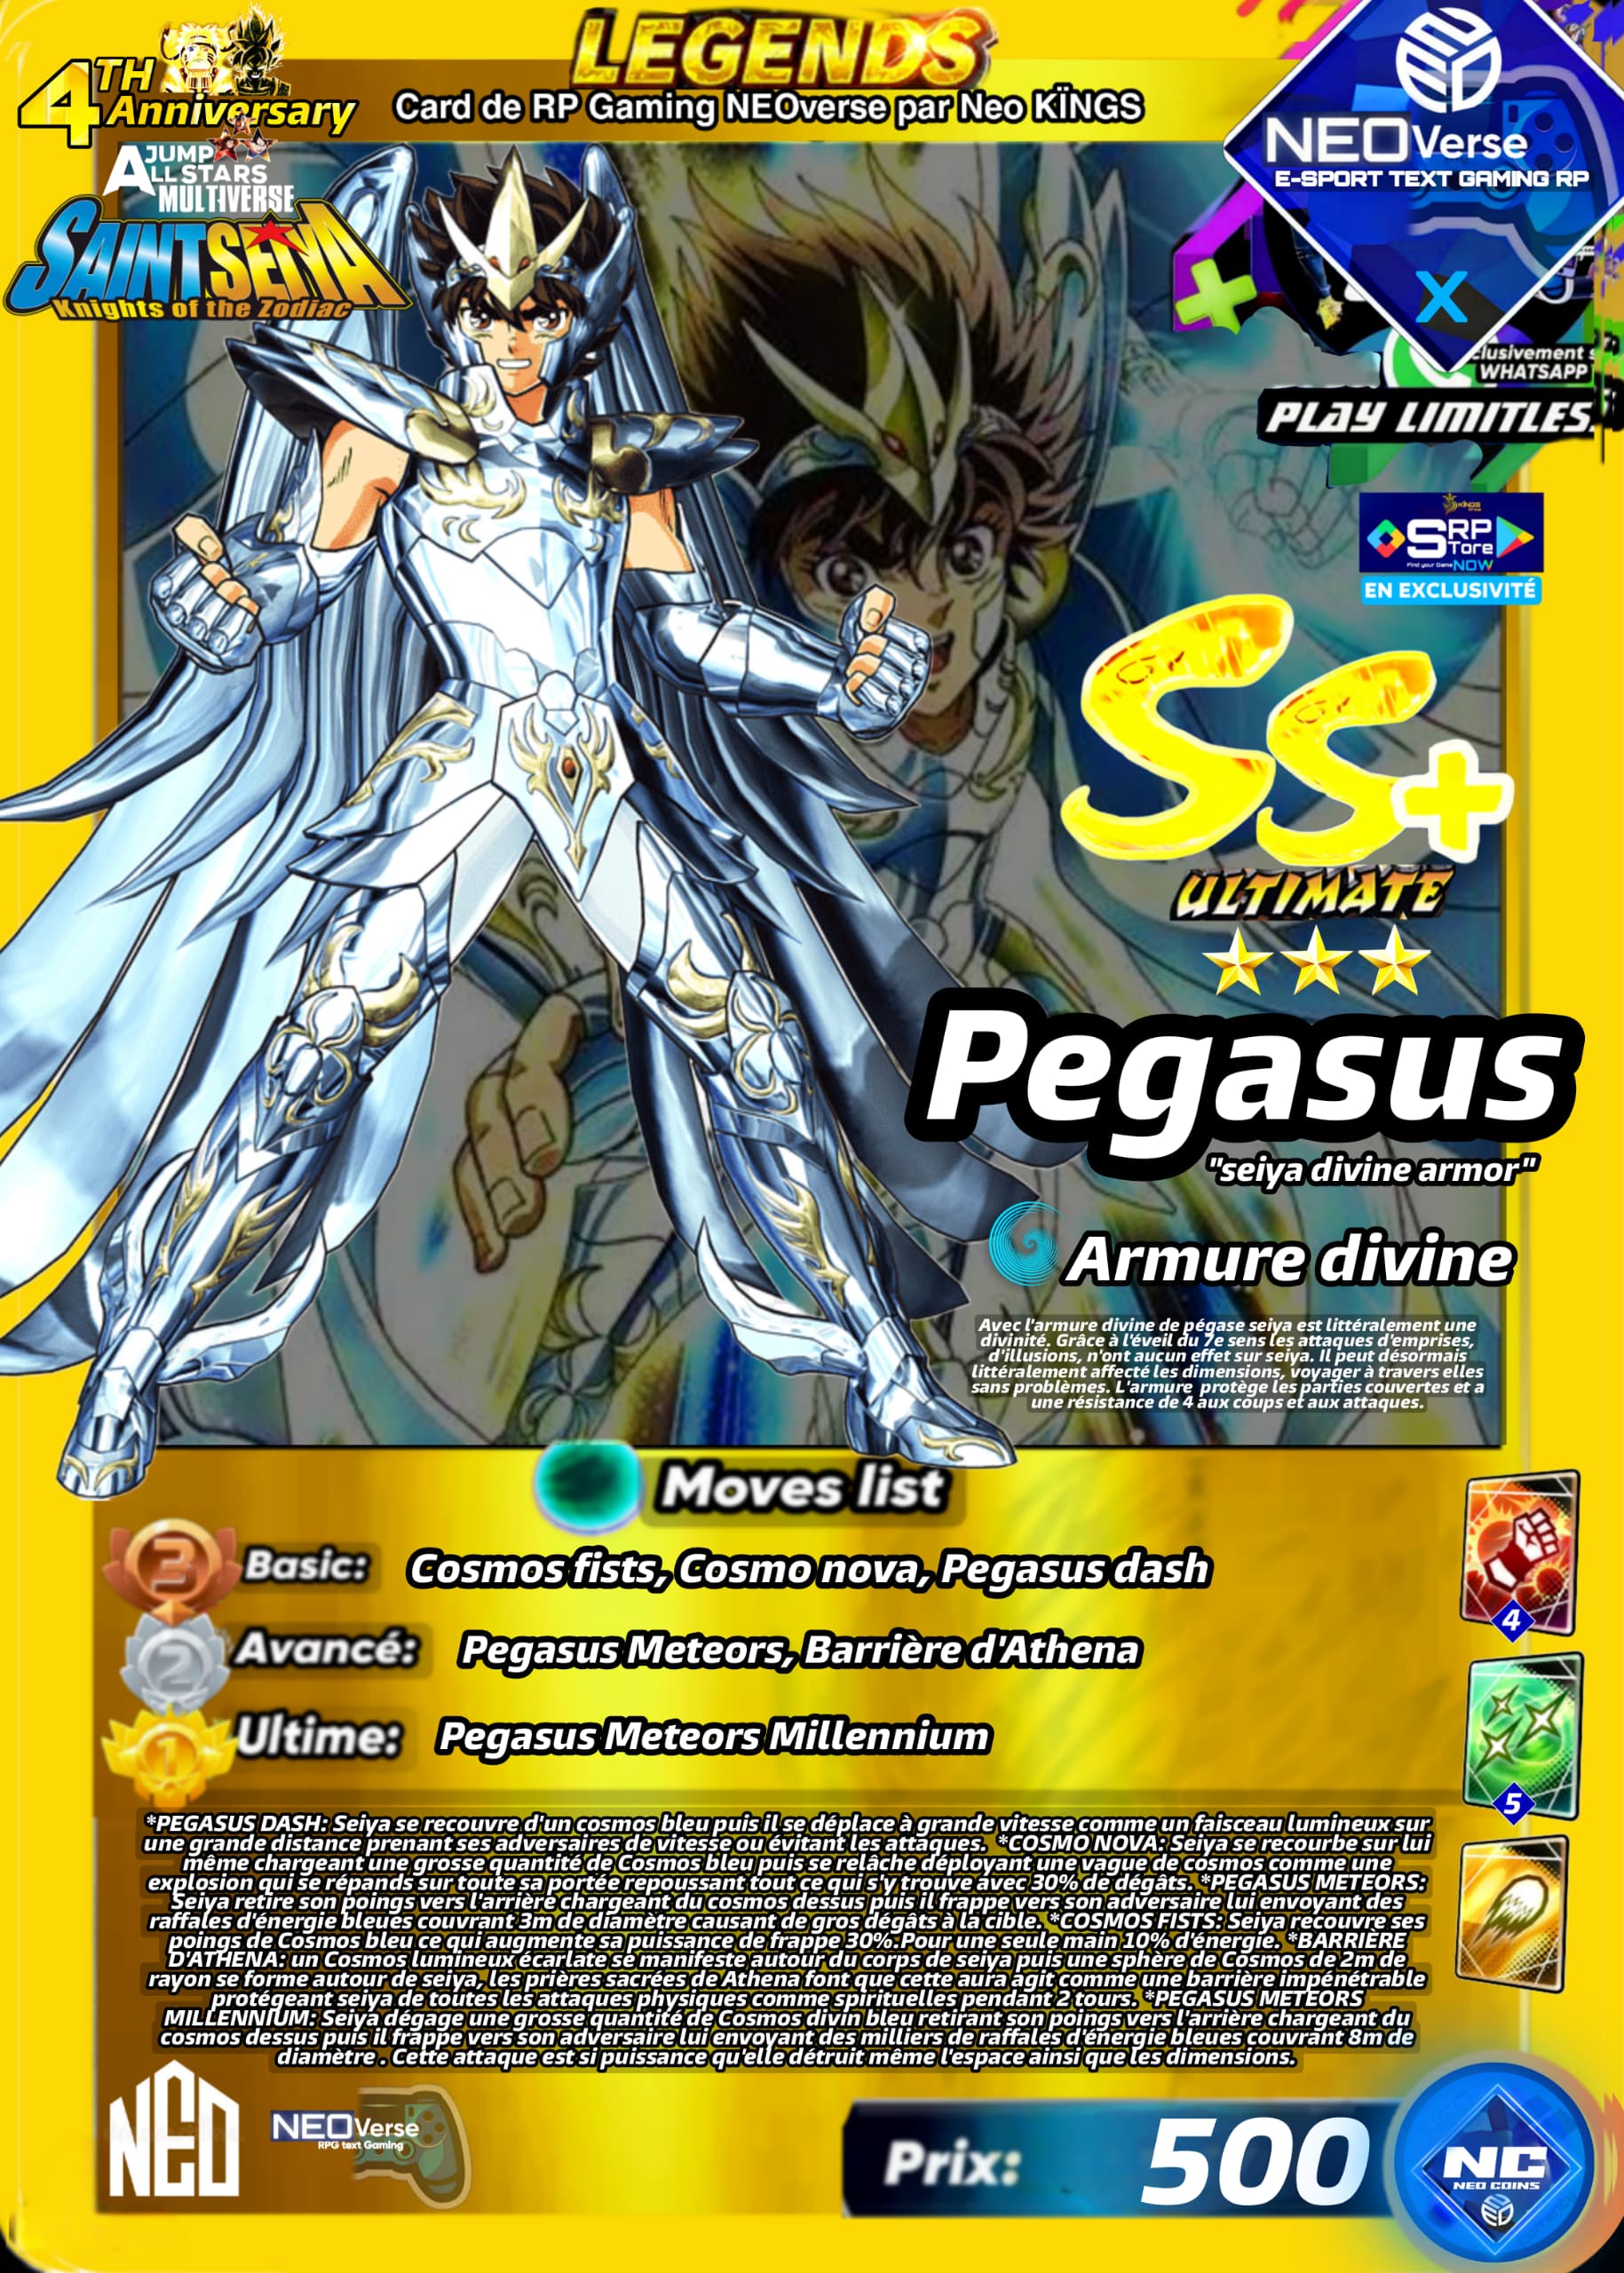 LEGENDS
4TH
Anniversary
Card de RP Gaming NEOverse par Neo KÏNGS
JUMP
ALL STARS
MULTIVERSE
SAINT SEIYA
Knights of the Zodiac
NEOVerse
E-SPORT TEXT GAMING RP
X
clusivement
WHATSAPP
PLAY LIMITLES
KÏNGS
SRP
Tore
Find your Game NOW
EN EXCLUSIVITÉ
SS+
ULTIMATE
Pegasus
"seiya divine armor"
Armure divine
Avec l'armure divine de pégase seiya est littéralement une
divinité. Grâce à l'éveil du 7e sens les attaques d'emprises,
d'illusions, n'ont aucun effet sur seiya. Il peut désormais
littéralement affecté les dimensions, voyager à travers elles
sans problèmes. L'armure protège les parties couvertes et a
une résistance de 4 aux coups et aux attaques.
Moves list
3 Basic: Cosmos fists, Cosmo nova, Pegasus dash
4
2 Avancé: Pegasus Meteors, Barrière d'Athena
1 Ultime: Pegasus Meteors Millennium
5
*PEGASUS DASH: Seiya se recouvre d'un cosmos bleu puis il se déplace à grande vitesse comme un faisceau lumineux sur
une grande distance prenant ses adversaires de vitesse ou évitant les attaques. *COSMO NOVA: Seiya se recourbe sur lui
même chargeant une grosse quantité de Cosmos bleu puis se relâche déployant une vague de cosmos comme une
explosion qui se répands sur toute sa portée repoussant tout ce qui s'y trouve avec 30% de dégâts. *PEGASUS METEORS:
Seiya retire son poings vers l'arrière chargeant du cosmos dessus puis il frappe vers son adversaire lui envoyant des
raffales d'énergie bleues couvrant 3m de diamètre causant de gros dégâts à la cible. *COSMOS FISTS: Seiya recouvre ses
poings de Cosmos bleu ce qui augmente sa puissance de frappe 30%.Pour une seule main 10% d'énergie. *BARRIÈRE
D'ATHENA: un Cosmos lumineux écarlate se manifeste autour du corps de seiya puis une sphère de Cosmos de 2m de
rayon se forme autour de seiya, les prières sacrées de Athena font que cette aura agit comme une barrière impénétrable
protégeant seiya de toutes les attaques physiques comme spirituelles pendant 2 tours. *PEGASUS METEORS
MILLENNIUM: Seiya dégage une grosse quantité de Cosmos divin bleu retirant son poings vers l'arrière chargeant du
cosmos dessus puis il frappe vers son adversaire lui envoyant des milliers de raffales d'énergie bleues couvrant 8m de
diamètre . Cette attaque est si puissance qu'elle détruit même l'espace ainsi que les dimensions.
NEO
NEOVerse
RPG text Gaming
Prix: 500
NC
NEO COINS